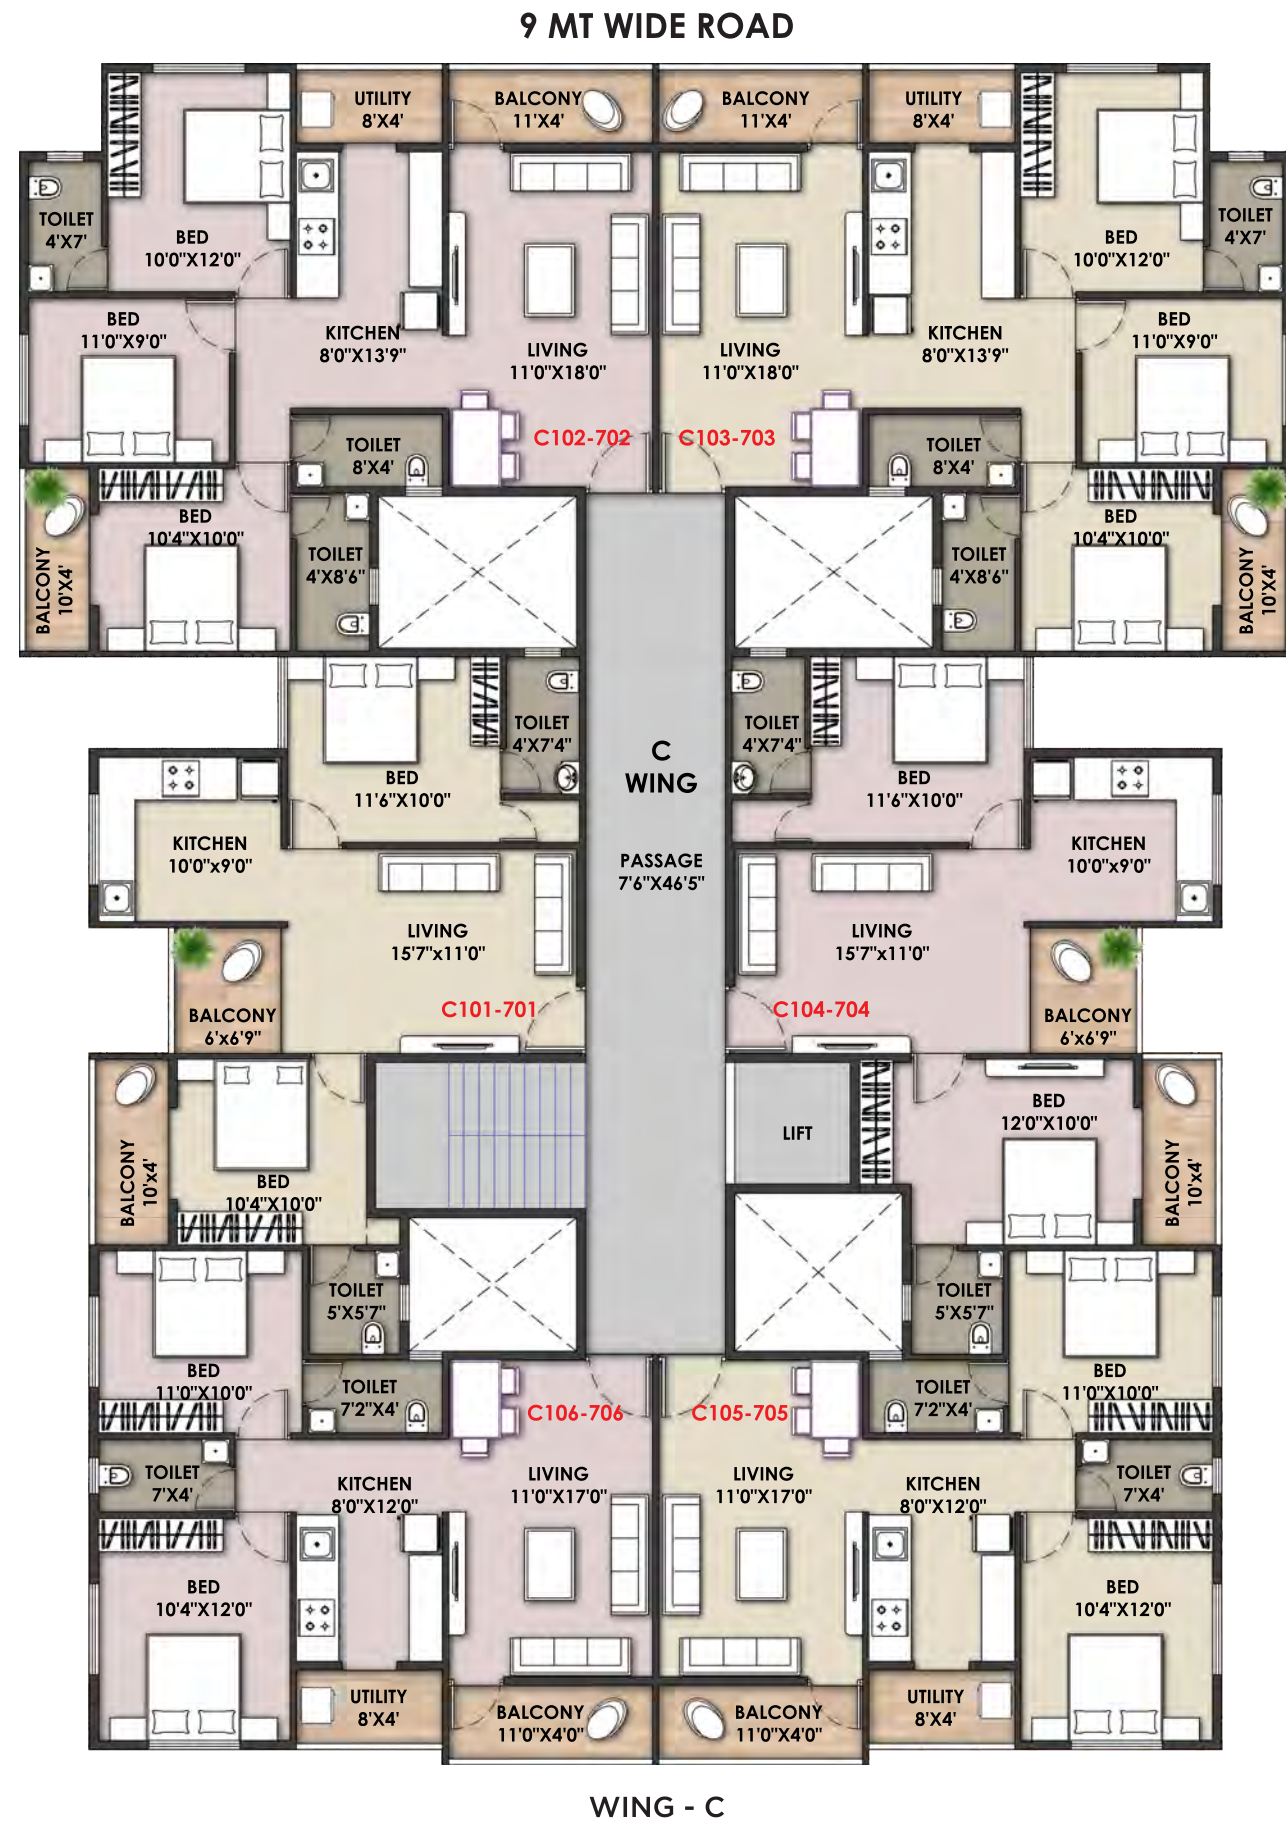 9 MT WIDE ROAD
UTILITY
8'X4'
BALCONY
11'X4'
BALCONY
11'X4'
UTILITY
8'X4'
TOILET
4'X7'
BED
10'0"X12'0"
BED
10'0"X12'0"
TOILET
4'X7'
BED
11'0"X9'0"
KITCHEN
8'0"X13'9"
LIVING
11'0"X18'0"
LIVING
11'0"X18'0"
KITCHEN
8'0"X13'9"
BED
11'0"X9'0"
C102-702
C103-703
TOILET
8'X4'
TOILET
8'X4'
BALCONY
10'X4'
BED
10'4"X10'0"
TOILET
4'X8'6"
TOILET
4'X8'6"
BED
10'4"X10'0"
BALCONY
10'X4'
BED
11'6"X10'0"
TOILET
4'X7'4"
C
WING
TOILET
4'X7'4"
BED
11'6"X10'0"
KITCHEN
10'0"x9'0"
PASSAGE
7'6"X46'5"
KITCHEN
10'0"x9'0"
LIVING
15'7"x11'0"
LIVING
15'7"x11'0"
BALCONY
6'x6'9"
C101-701
C104-704
BALCONY
6'x6'9"
BALCONY
10'x4'
BED
10'4"X10'0"
LIFT
BED
12'0"X10'0"
BALCONY
10'x4'
TOILET
5'X5'7"
TOILET
5'X5'7"
BED
11'0"X10'0"
TOILET
7'2"X4'
C106-706
C105-705
TOILET
7'2"X4'
BED
11'0"X10'0"
TOILET
7'X4'
KITCHEN
8'0"X12'0"
LIVING
11'0"X17'0"
LIVING
11'0"X17'0"
KITCHEN
8'0"X12'0"
TOILET
7'X4'
BED
10'4"X12'0"
BED
10'4"X12'0"
UTILITY
8'X4'
BALCONY
11'0"X4'0"
BALCONY
11'0"X4'0"
UTILITY
8'X4'
WING - C